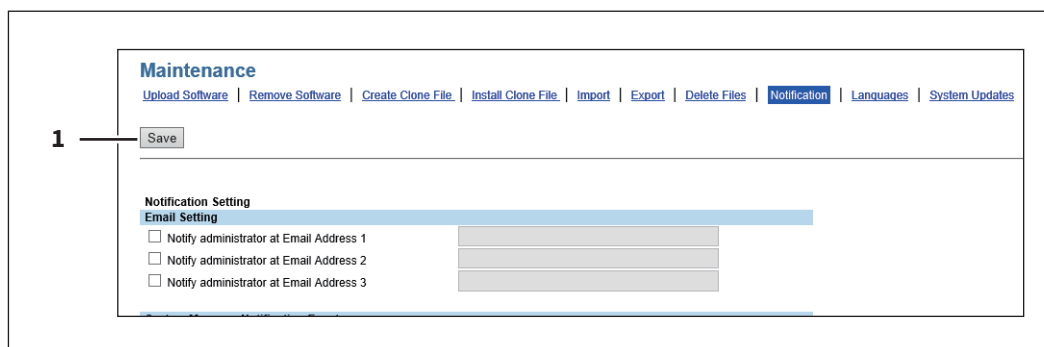 Maintenance
Upload Software | Remove Software | Create Clone File | Install Clone File | Import | Export | Delete Files | Notification | Languages | System Updates
1 Save
Notification Setting
Email Setting
Notify administrator at Email Address 1
Notify administrator at Email Address 2
Notify administrator at Email Address 3